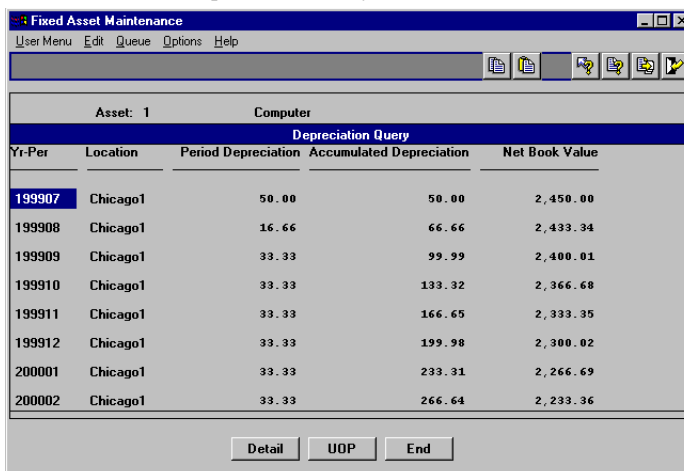 Fixed Asset Maintenance
User Menu Edit Queue Options Help
Asset: 1 Computer
Depreciation Query
Yr-Per Location Period Depreciation Accumulated Depreciation Net Book Value
199907 Chicago1 50.00 50.00 2,450.00
199908 Chicago1 16.66 66.66 2,433.34
199909 Chicago1 33.33 99.99 2,400.01
199910 Chicago1 33.33 133.32 2,366.68
199911 Chicago1 33.33 166.65 2,333.35
199912 Chicago1 33.33 199.98 2,300.02
200001 Chicago1 33.33 233.31 2,266.69
200002 Chicago1 33.33 266.64 2,233.36
Detail UOP End